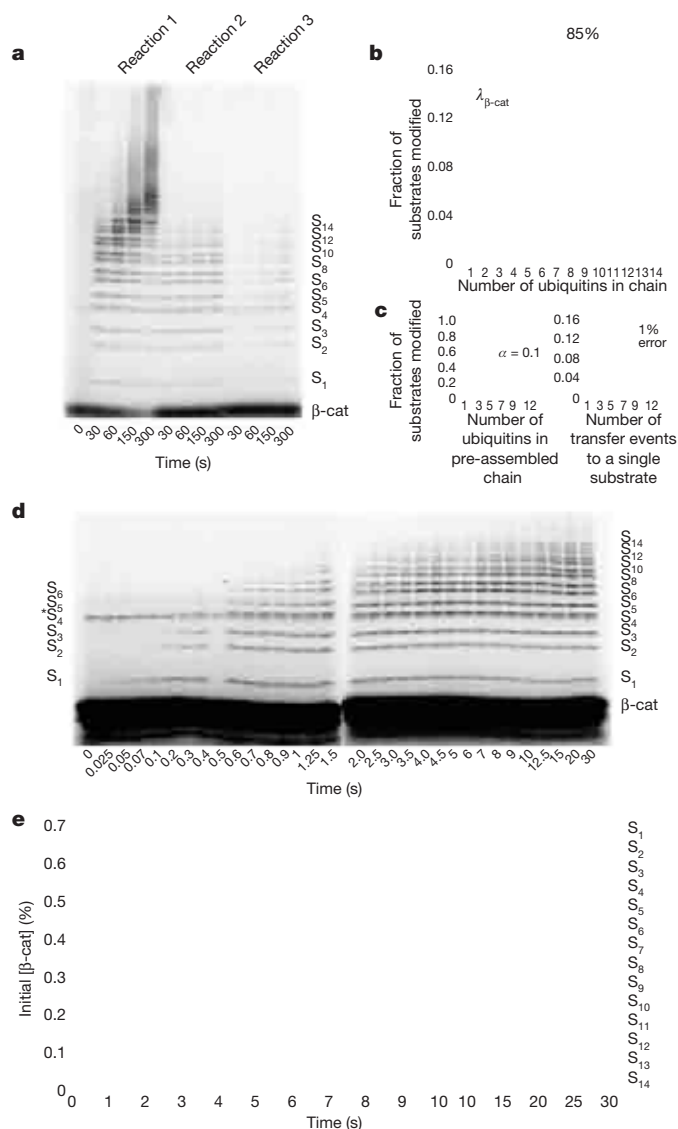 a
Reaction 1
Reaction 2
Reaction 3
S
S14
S12
S10
S8
S6
S5
S4
S3
S2
S1
β-cat
0 30 60 150 300 30 60 150 300 30 60 150 300
Time (s)
b
85%
Fraction of
substrates modified
0.16
0.12
0.08
0.04
0
λβ-cat
1 2 3 4 5 6 7 8 9 10 11 12 13 14
Number of ubiquitins in chain
c
Fraction of
substrates modified
1.0
0.8
0.6
0.4
0.2
0
α = 0.1
1 3 5 7 9 12
Number of
ubiquitins in
pre-assembled
chain
0.16
0.12
0.08
0.04
0
1%
error
1 3 5 7 9 12
Number of
transfer events
to a single
substrate
d
S6
S5
*S4
S3
S2
S1
S14
S12
S10
S8
S6
S5
S4
S3
S2
S1
β-cat
0 0.025 0.05 0.07 0.1 0.2 0.3 0.4 0.5 0.6 0.7 0.8 0.9 1 1.25 1.5 2.0 2.5 3.0 3.5 4.0 4.5 5 6 7 8 9 10 12.5 15 20 30
Time (s)
e
Initial [β-cat] (%)
0.7
0.6
0.5
0.4
0.3
0.2
0.1
0
0 1 2 3 4 5 6 7 8 9 10 10 15 20 25 30
Time (s)
S1
S2
S3
S4
S5
S6
S7
S8
S9
S10
S11
S12
S13
S14